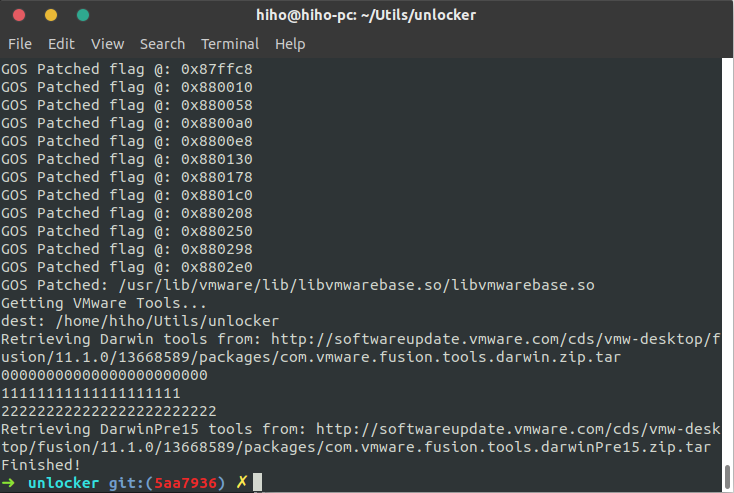 hiho@hiho-pc: ~/Utils/unlocker
File Edit View Search Terminal Help
GOS Patched flag @: 0x87ffc8
GOS Patched flag @: 0x880010
GOS Patched flag @: 0x880058
GOS Patched flag @: 0x8800a0
GOS Patched flag @: 0x8800e8
GOS Patched flag @: 0x880130
GOS Patched flag @: 0x880178
GOS Patched flag @: 0x8801c0
GOS Patched flag @: 0x880208
GOS Patched flag @: 0x880250
GOS Patched flag @: 0x880298
GOS Patched flag @: 0x8802e0
GOS Patched: /usr/lib/vmware/lib/libvmwarebase.so/libvmwarebase.so
Getting VMware Tools...
dest: /home/hiho/Utils/unlocker
Retrieving Darwin tools from: http://softwareupdate.vmware.com/cds/vmw-desktop/f
usion/11.1.0/13668589/packages/com.vmware.fusion.tools.darwin.zip.tar
00000000000000000000000
11111111111111111111
222222222222222222222222
Retrieving DarwinPre15 tools from: http://softwareupdate.vmware.com/cds/vmw-desk
top/fusion/11.1.0/13668589/packages/com.vmware.fusion.tools.darwinPre15.zip.tar
Finished!
➜ unlocker git:(5aa7936) ✗